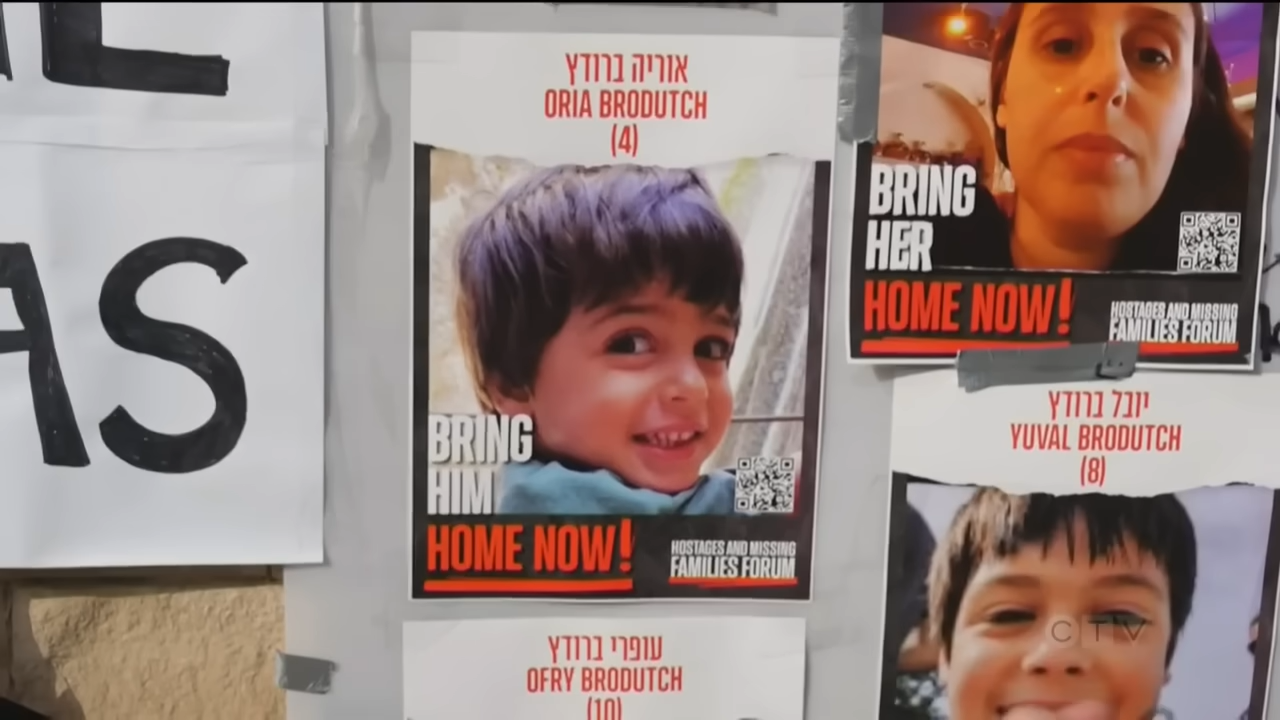 AS
אוריה ברודץ
ORIA BRODUTCH
(4)
BRING
HIM
HOME NOW!
HOSTAGES AND MISSING
FAMILIES FORUM
עופרי ברודץ
OFRY BRODUTCH
(10)
BRING
HER
HOME NOW!
HOSTAGES AND MISSING
FAMILIES FORUM
יובל ברודץ
YUVAL BRODUTCH
(8)
CTV